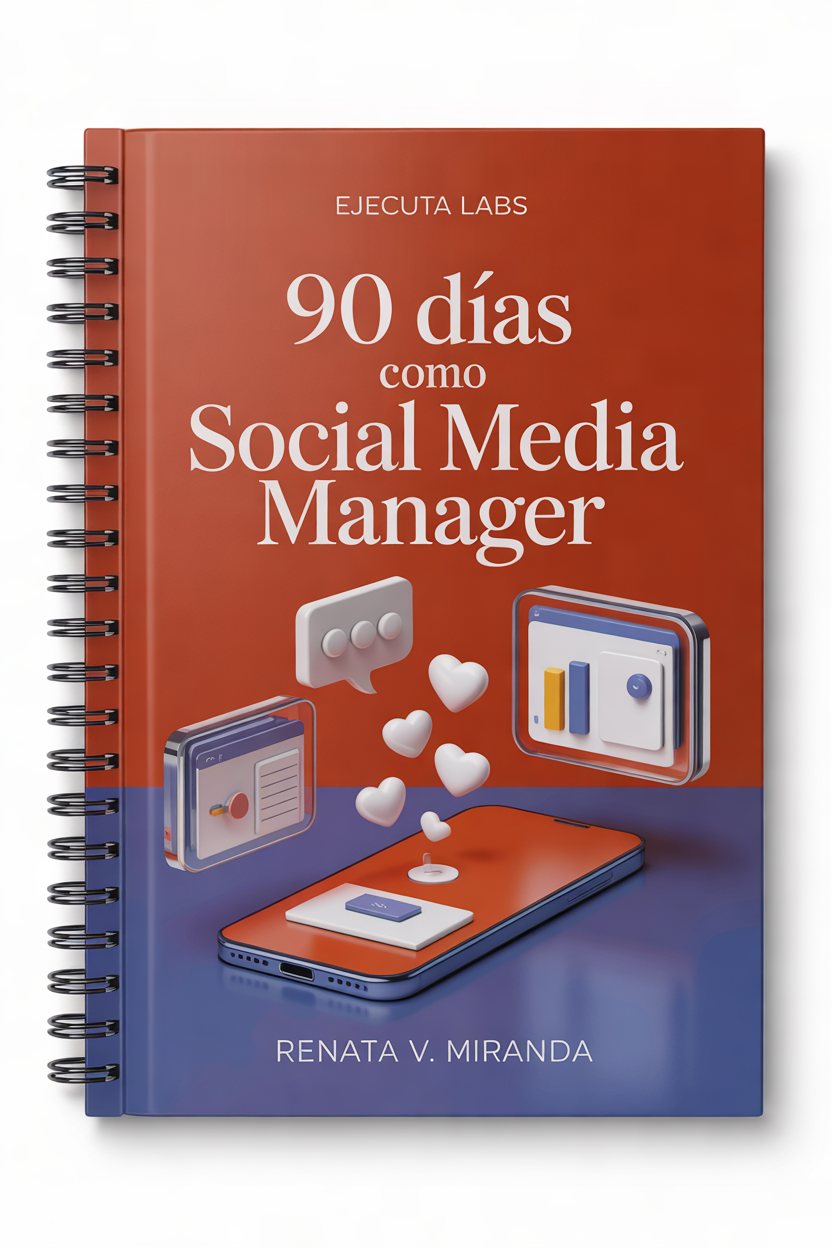 EJECUTA LABS
90 días
como
Social Media
Manager
RENATA V. MIRANDA